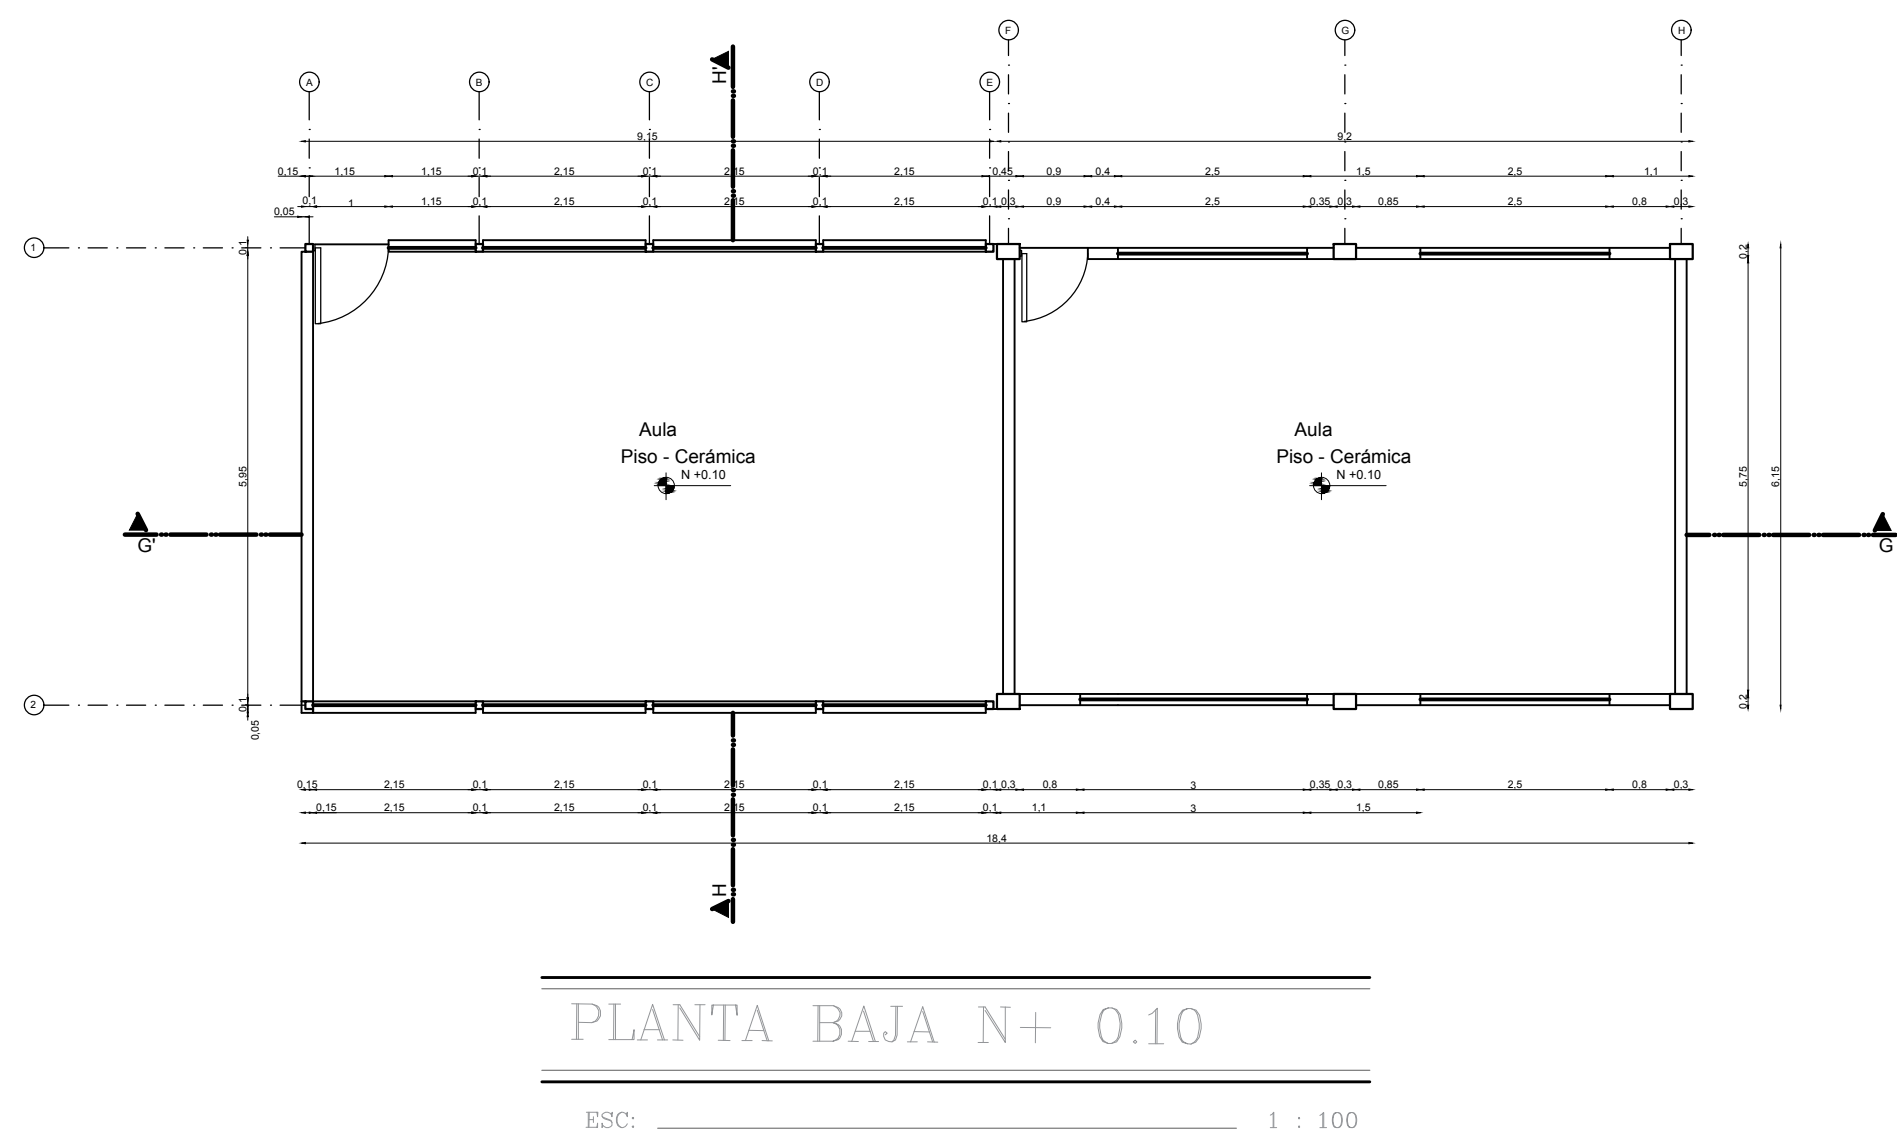 F G H
H'
A B C D E
9,15 9,2
0,15 1,15 1,15 0,1 2,15 0,1 2,15 0,1 2,15 0,45 0,9 0,4 2,5 1,5 2,5 1,1
0,1 1 1,15 0,1 2,15 0,1 2,15 0,1 2,15 0,1 0,3 0,9 0,4 2,5 0,35 0,3 0,85 2,5 0,8 0,3
0,05
1 0,1 0,2
Aula Aula
Piso - Cerámica Piso - Cerámica
N +0.10 N +0.10
5,95 5,75 6,15
G' G
2 0,1 0,2
0,05
0,15 2,15 0,1 2,15 0,1 2,15 0,1 2,15 0,1 0,3 0,8 3 0,35 0,3 0,85 2,5 0,8 0,3
0,15 2,15 0,1 2,15 0,1 2,15 0,1 2,15 0,1 1,1 3 1,5
18,4
H
PLANTA BAJA N+ 0.10
ESC: 1 : 100